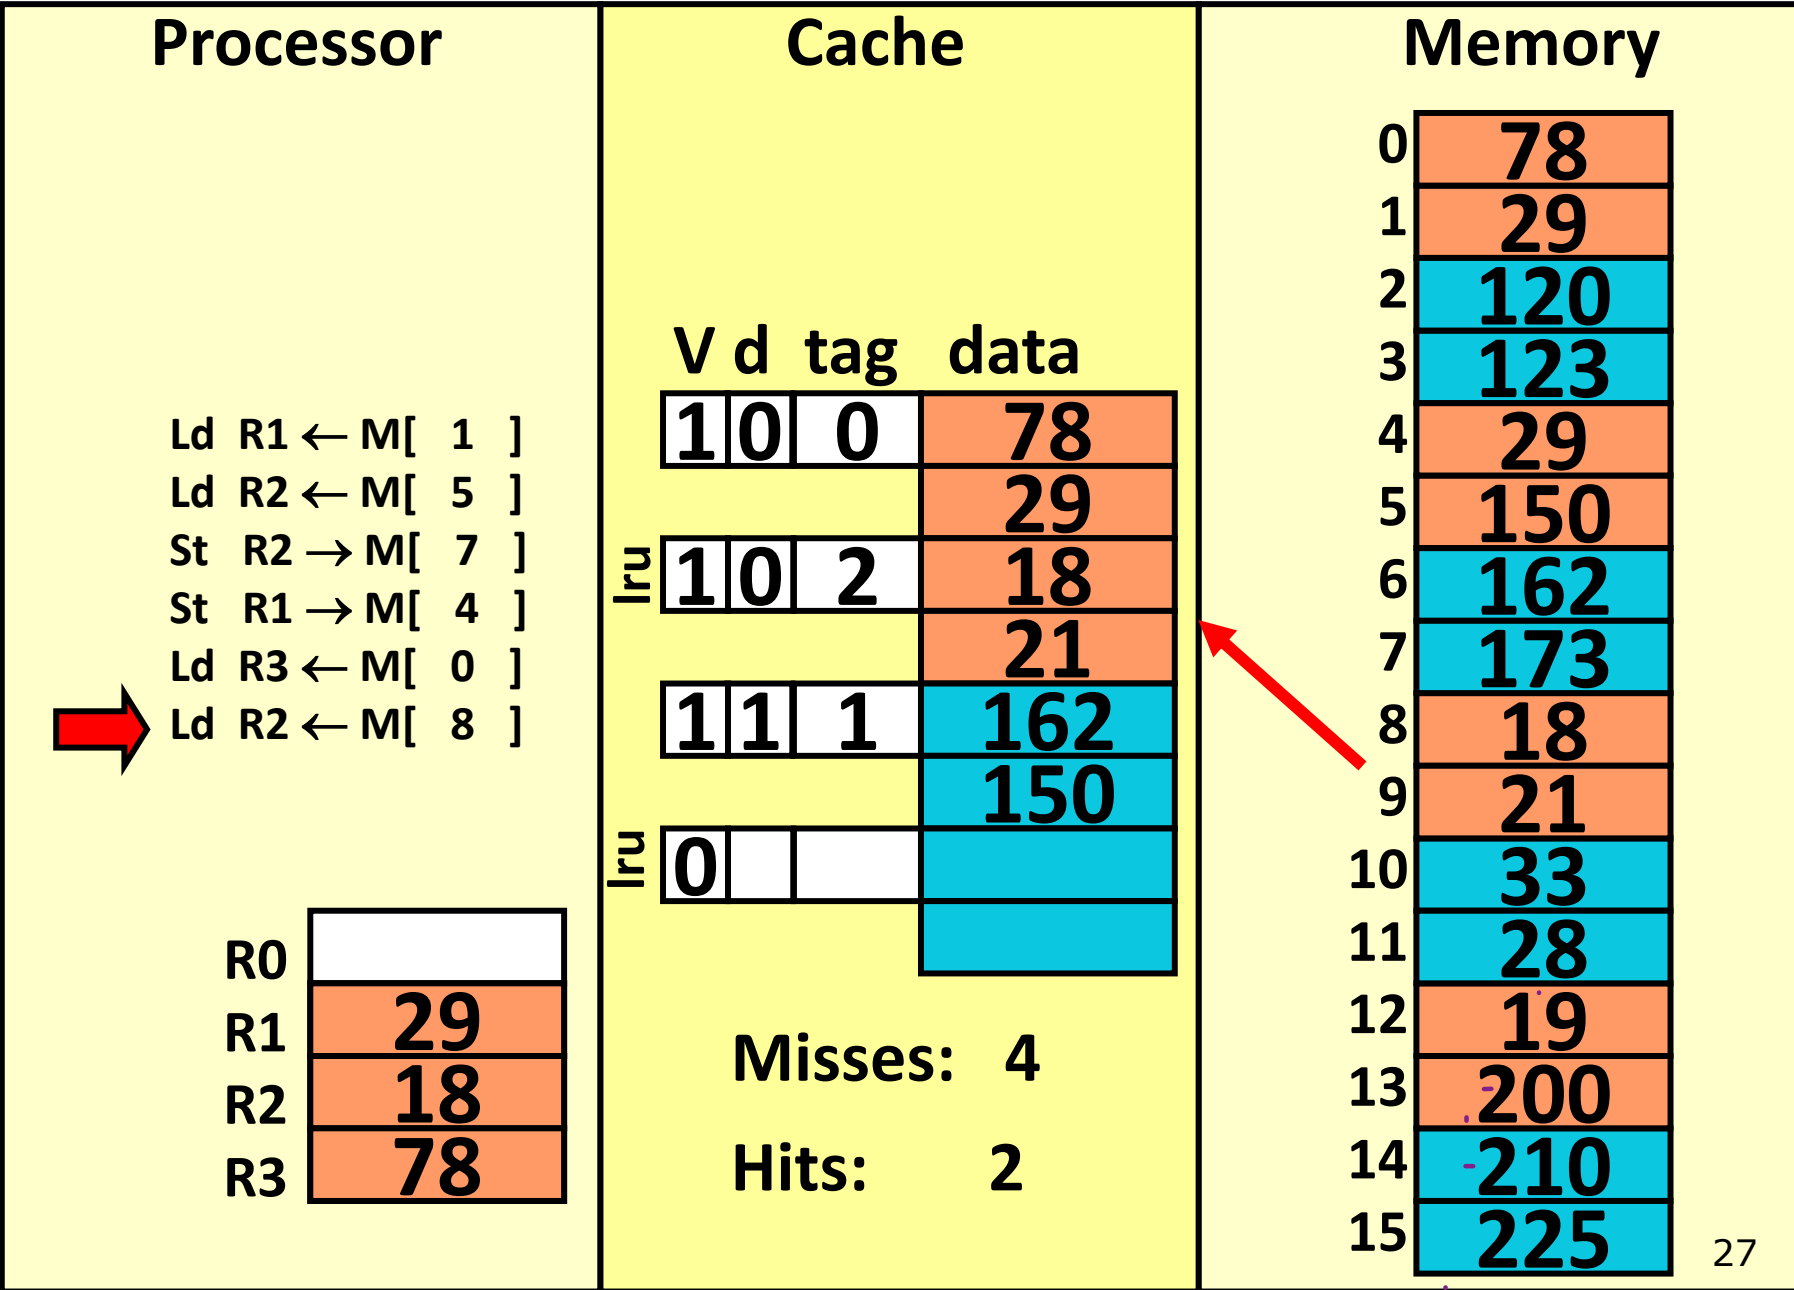 Processor
Cache
Memory
Ld R1 ← M[ 1 ]
Ld R2 ← M[ 5 ]
St R2 → M[ 7 ]
St R1 → M[ 4 ]
Ld R3 ← M[ 0 ]
Ld R2 ← M[ 8 ]
R0
R1 29
R2 18
R3 78
V d tag data
1 0 0 78
29
lru 1 0 2 18
21
1 1 1 162
150
lru 0
Misses: 4
Hits: 2
0 78
1 29
2 120
3 123
4 29
5 150
6 162
7 173
8 18
9 21
10 33
11 28
12 19
13 200
14 210
15 225
27